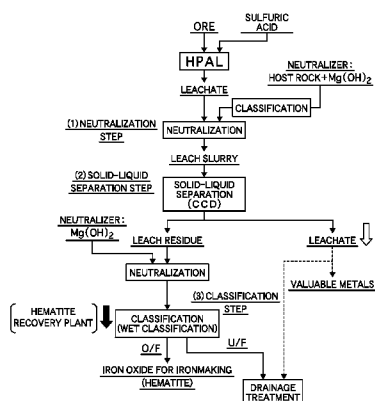 ORE
SULFURIC
ACID
HPAL
LEACHATE
NEUTRALIZER:
HOST ROCK+Mg(OH)2
CLASSIFICATION
(1) NEUTRALIZATION
STEP
NEUTRALIZATION
LEACH SLURRY
(2) SOLID-LIQUID
SEPARATION STEP
SOLID-LIQUID
SEPARATION
(CCD)
NEUTRALIZER:
Mg(OH)2
LEACH RESIDUE
LEACHATE
NEUTRALIZATION
VALUABLE METALS
(3) CLASSIFICATION
STEP
HEMATITE
RECOVERY PLANT
CLASSIFICATION
(WET CLASSIFICATION)
O/F
U/F
IRON OXIDE FOR IRONMAKING
(HEMATITE)
DRAINAGE
TREATMENT